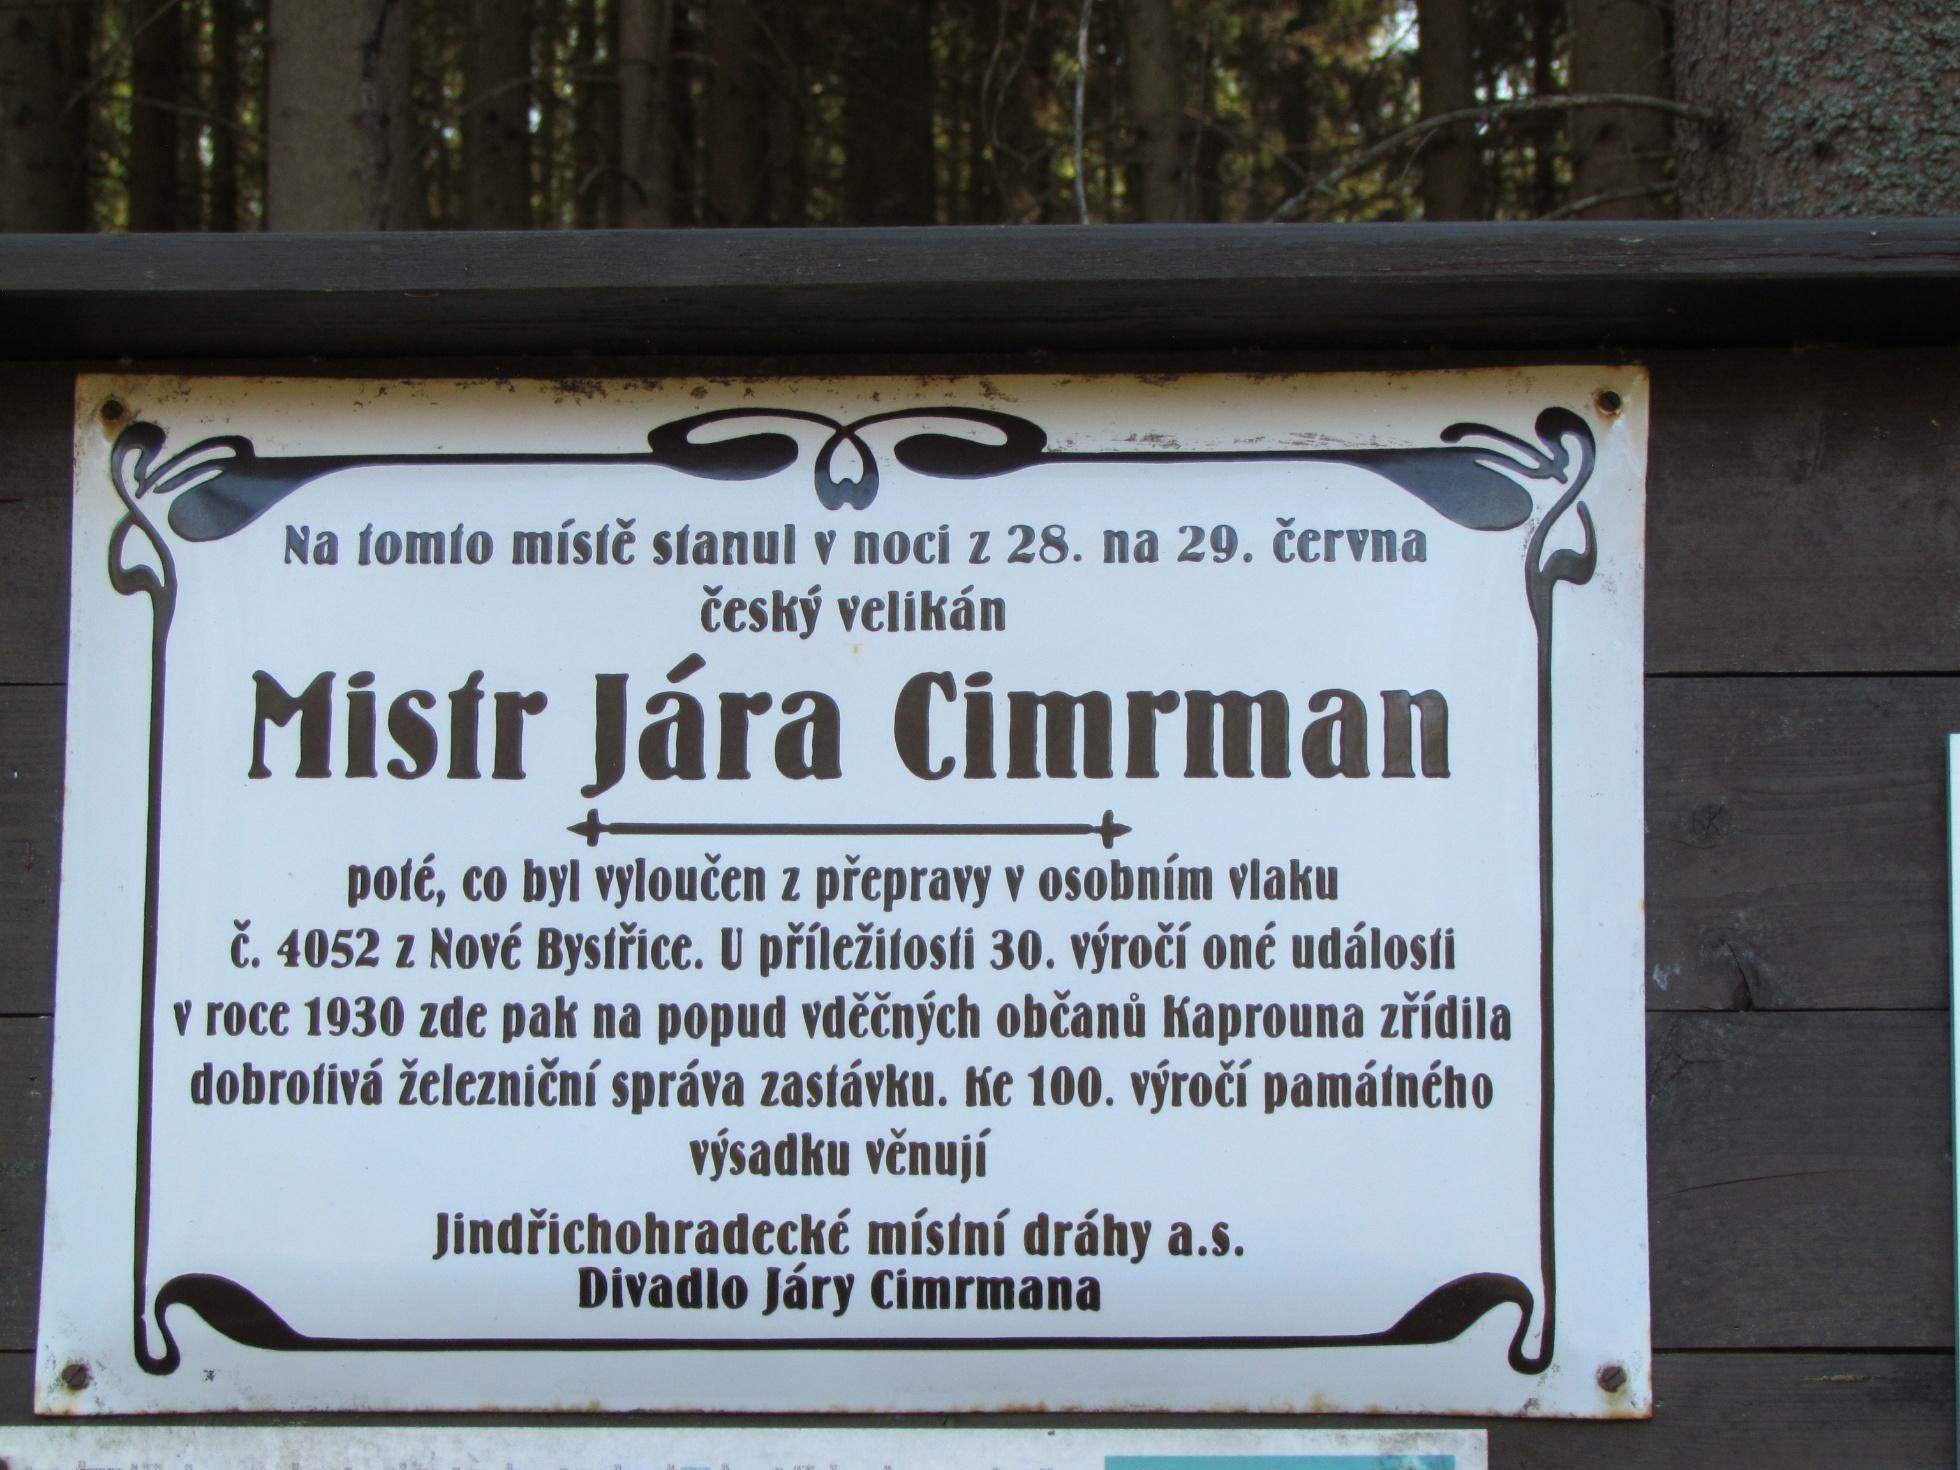 Na tomto místě stanul v noci z 28. na 29. června
český velikán
Mistr Jára Cimrman
poté, co byl vyloučen z přepravy v osobním vlaku
č. 4052 z Nové Bystřice. U příležitosti 30. výročí oné události
v roce 1930 zde pak na popud vděčných občanů Kaprouna zřídila
dobrotivá železniční správa zastávku. Ke 100. výročí památného
výsadku věnují
Jindřichohradecké místní dráhy a.s.
Divadlo Járy Cimrmana